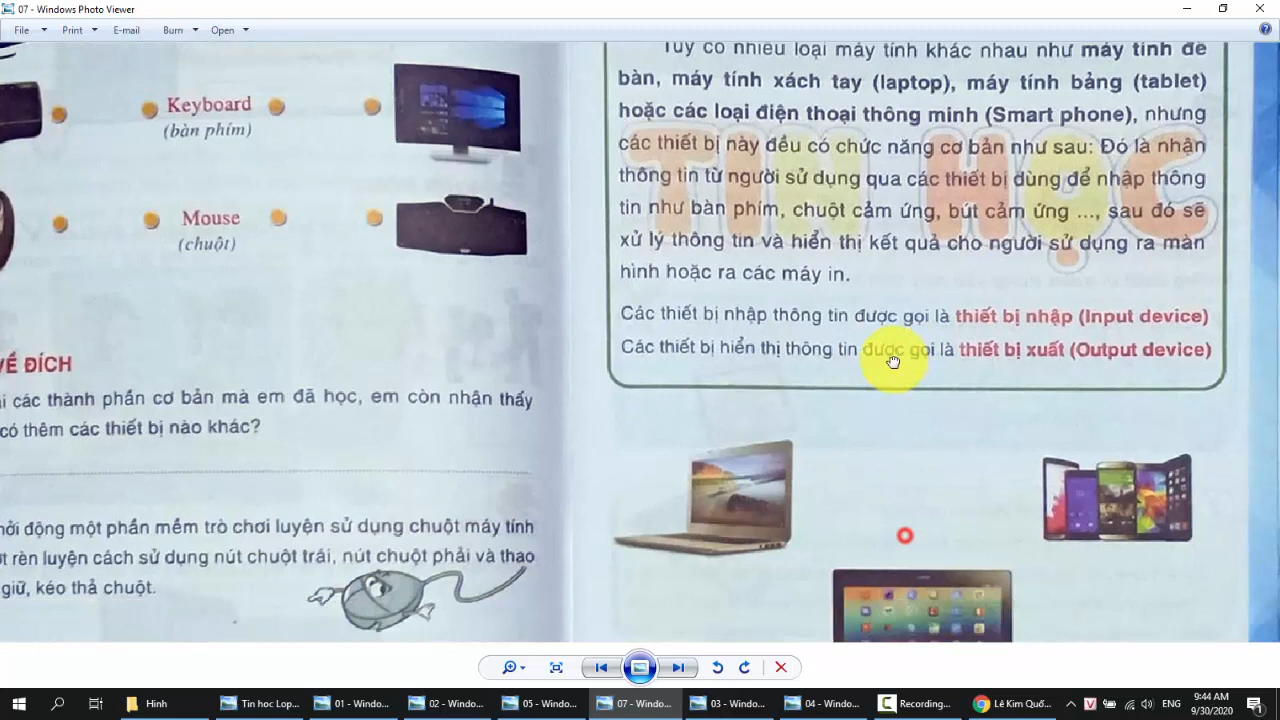 07 - Windows Photo Viewer
File Print E-mail Burn Open
Keyboard
(bàn phím)
Mouse
(chuột)
VỀ ĐÍCH
các thành phần cơ bản mà em đã học, em còn nhận thấy
có thêm các thiết bị nào khác?
một phần mềm trò chơi luyện sử dụng chuột máy tính
rèn luyện cách sử dụng nút chuột trái, nút chuột phải và thao
giữ, kéo thả chuột.
Tuy có nhiều loại máy tính khác nhau như máy tính để
bàn, máy tính xách tay (laptop), máy tính bảng (tablet)
hoặc các loại điện thoại thông minh (Smart phone), nhưng
các thiết bị này đều có chức năng cơ bản như sau: Đó là nhận
thông tin từ người sử dụng qua các thiết bị dùng để nhập thông
tin như bàn phím, chuột cảm ứng, bút cảm ứng ..., sau đó sẽ
xử lý thông tin và hiển thị kết quả cho người sử dụng ra màn
hình hoặc ra các máy in.
TIN HỌC
Các thiết bị nhập thông tin được gọi là thiết bị nhập (Input device)
Các thiết bị hiển thị thông tin được gọi là thiết bị xuất (Output device)
Hinh
Tin hoc Lop...
01 - Windo...
02 - Windo...
05 - Windo...
07 - Windo...
03 - Windo...
04 - Windo...
Recording...
Lê Kim Quố...
V
ENG
9:44 AM
9/30/2020